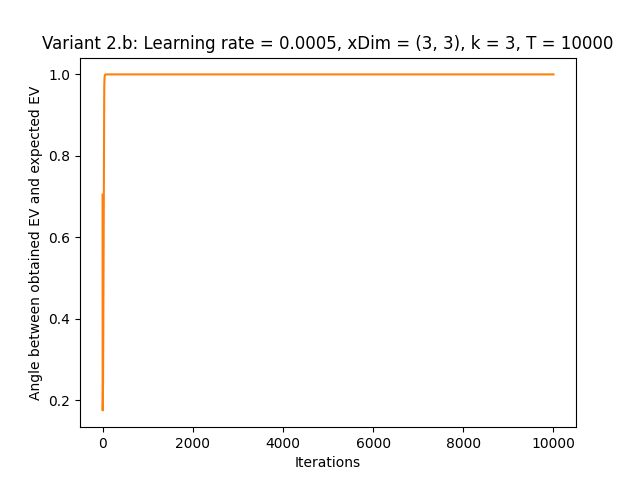 Variant 2.b: Learning rate = 0.0005, xDim = (3, 3), k = 3, T = 10000
Angle between obtained EV and expected EV
1.0
0.8
0.6
0.4
0.2
0 2000 4000 6000 8000 10000
Iterations